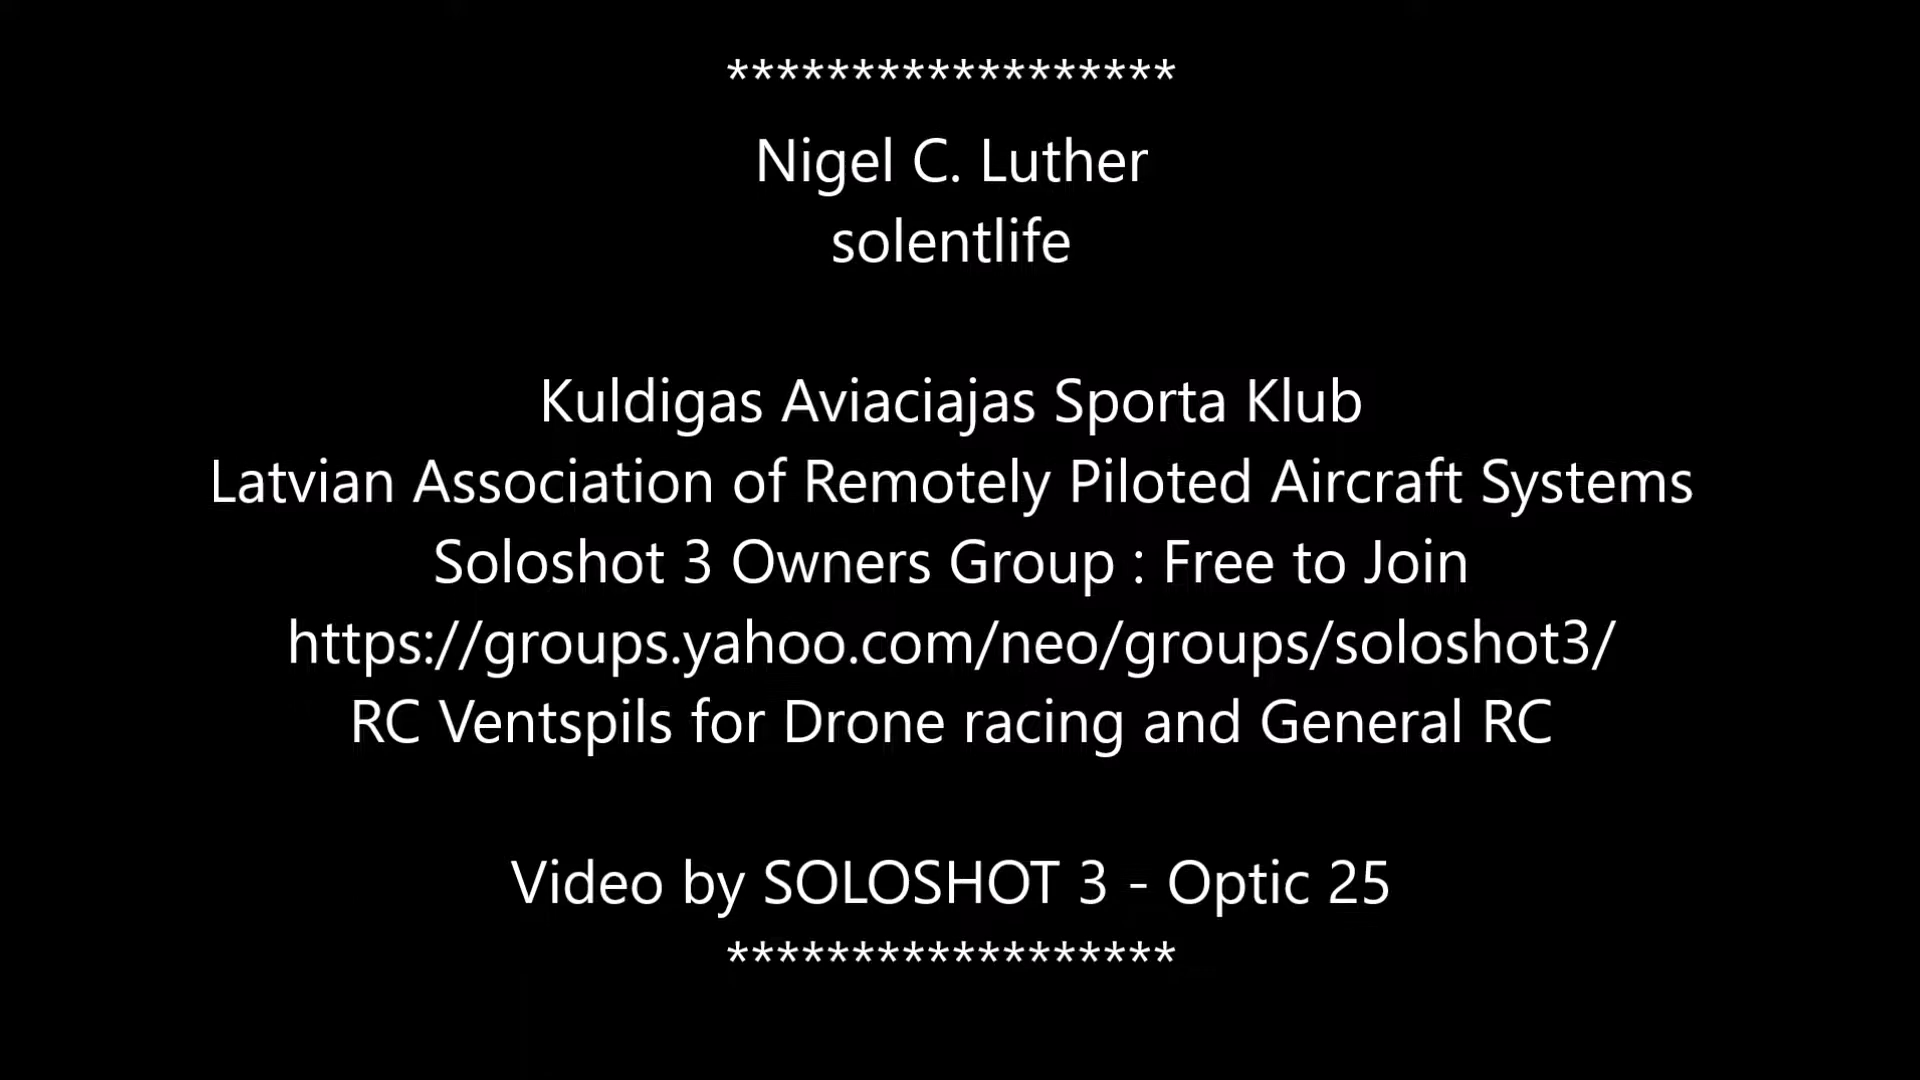 ******************
Nigel C. Luther
solentlife
Kuldigas Aviaciajas Sporta Klub
Latvian Association of Remotely Piloted Aircraft Systems
Soloshot 3 Owners Group : Free to Join
https://groups.yahoo.com/neo/groups/soloshot3/
RC Ventspils for Drone racing and General RC
Video by SOLOSHOT 3 - Optic 25
******************